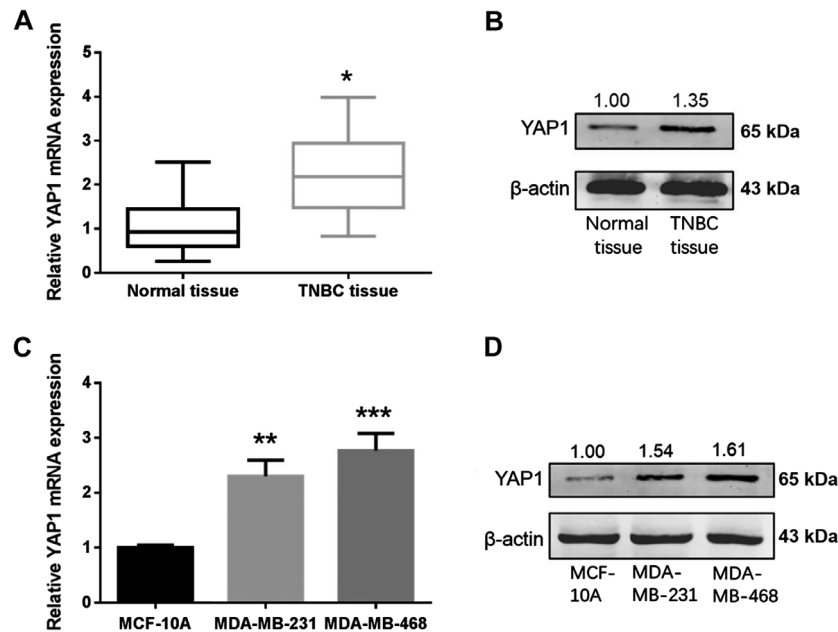 A
Relative YAP1 mRNA expression
5
4
3
2
1
0
*
Normal tissue
TNBC tissue
B
1.00 1.35
YAP1
65 kDa
β-actin
43 kDa
Normal
tissue
TNBC
tissue
C
Relative YAP1 mRNA expression
4
3
2
1
0
**
***
MCF-10A
MDA-MB-231
MDA-MB-468
D
1.00 1.54 1.61
YAP1
65 kDa
β-actin
43 kDa
MCF-
10A
MDA-
MB-231
MDA-
MB-468